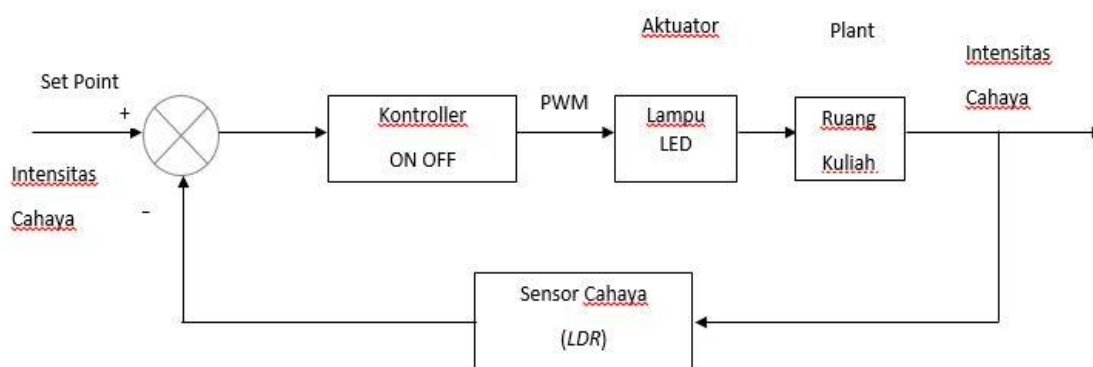 Aktuator
Plant
Intensitas
Cahaya
Set Point
+
Intensitas
Cahaya
−
Kontroller
ON OFF
PWM
Lampu
LED
Ruang
Kuliah
Sensor Cahaya
(LDR)